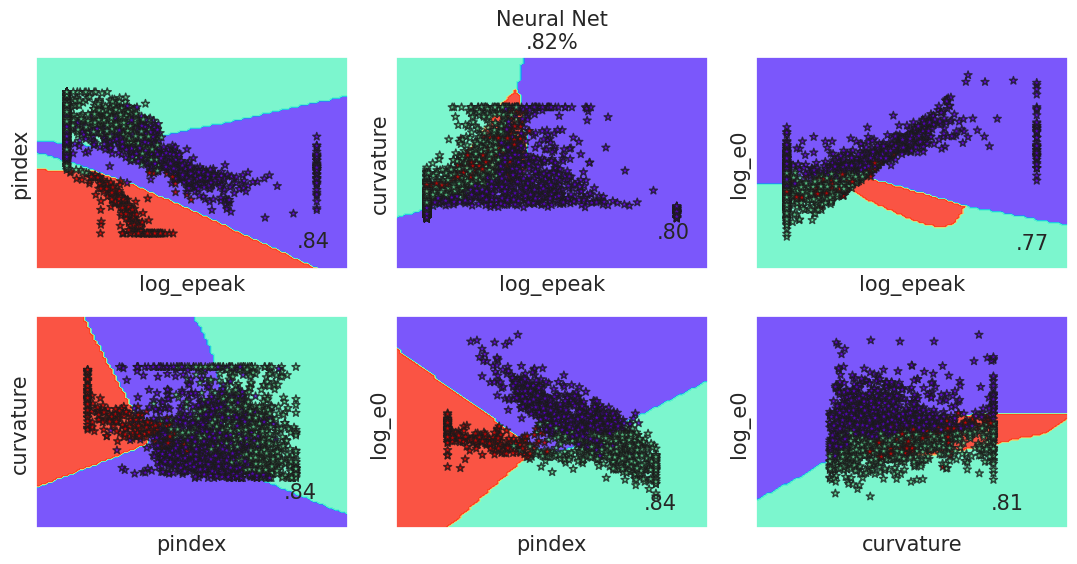 Neural Net
.82%
pindex
.84
log_epeak
curvature
.80
log_epeak
log_e0
.77
log_epeak
curvature
.84
pindex
log_e0
.84
pindex
log_e0
.81
curvature